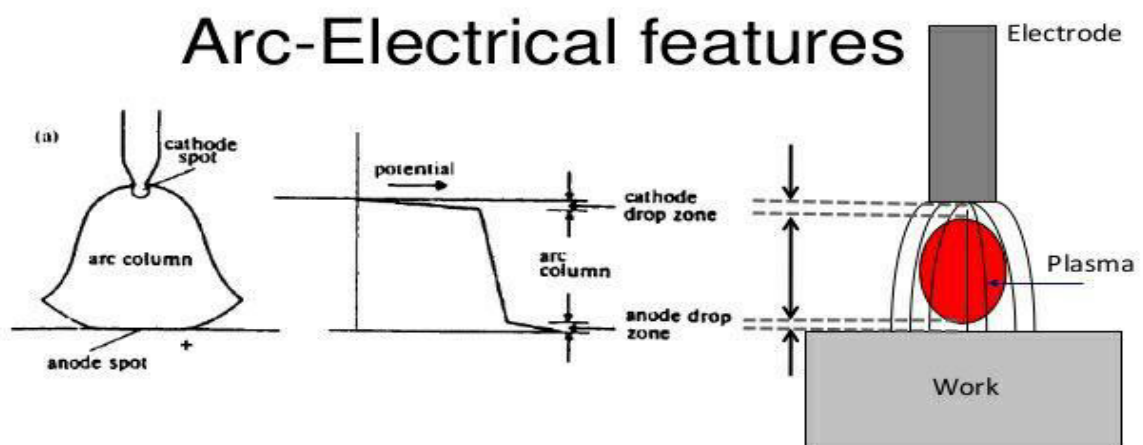 Arc-Electrical features
Electrode
(a)
cathode
spot
arc column
anode spot
+
potential
cathode
drop zone
arc
column
anode drop
zone
Plasma
Work